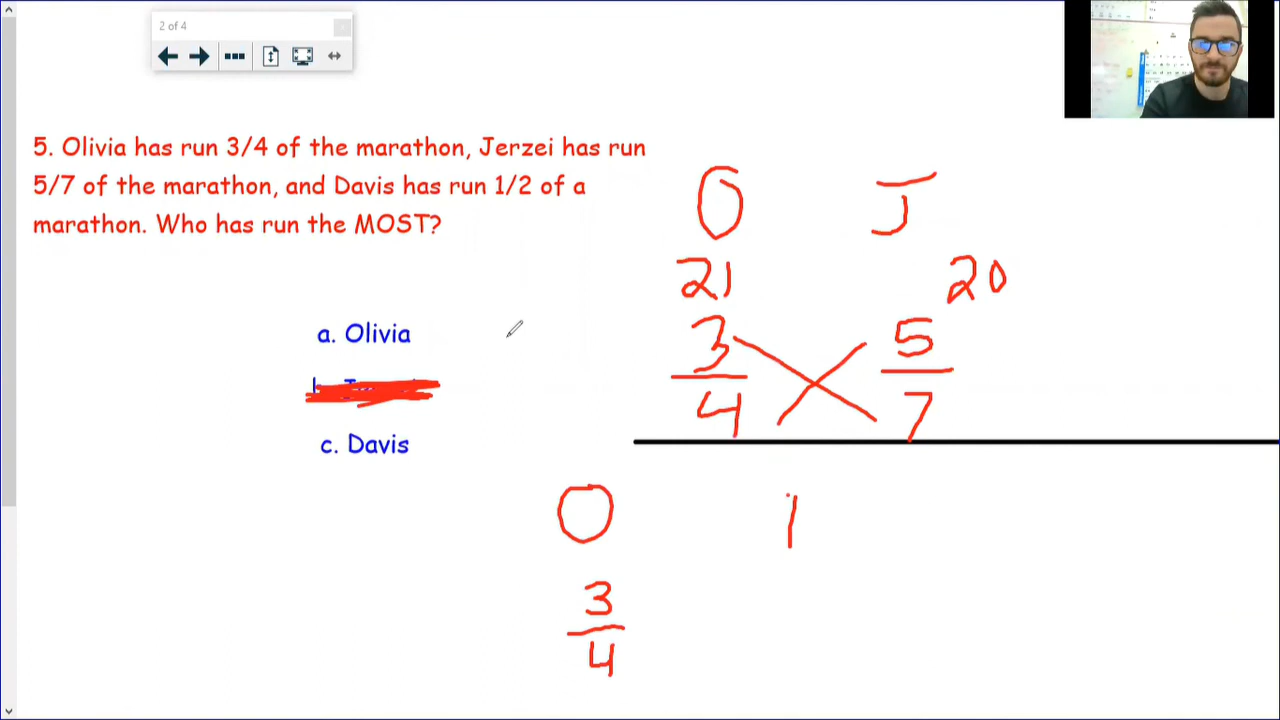 2 of 4
5. Olivia has run 3/4 of the marathon, Jerzei has run
5/7 of the marathon, and Davis has run 1/2 of a
marathon. Who has run the MOST?
a. Olivia
c. Davis
O J
21 20
3 5
4 7
O
3
4